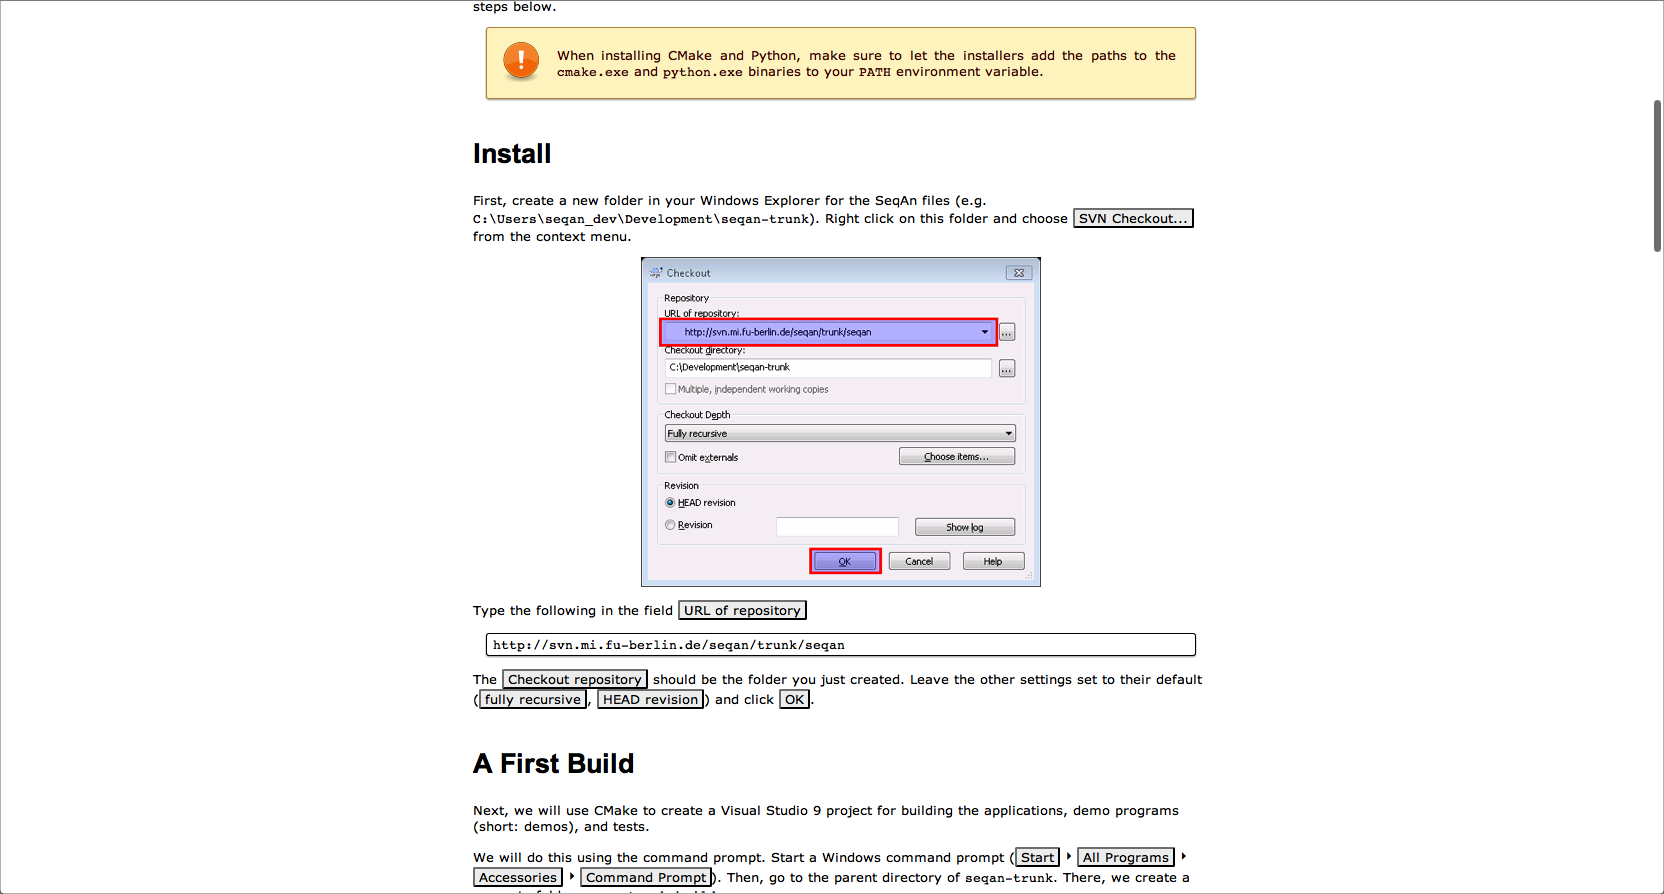 steps below.
When installing CMake and Python, make sure to let the installers add the paths to the
cmake.exe and python.exe binaries to your PATH environment variable.
Install
First, create a new folder in your Windows Explorer for the SeqAn files (e.g.
C:\Users\seqan_dev\Development\seqan-trunk). Right click on this folder and choose SVN Checkout...
from the context menu.
Checkout
Repository
URL of repository:
http://svn.mi.fu-berlin.de/seqan/trunk/seqan
...
Checkout directory:
C:\Development\seqan-trunk
...
Multiple, independent working copies
Checkout Depth
Fully recursive
Omit externals
Choose items...
Revision
HEAD revision
Revision
Show log
OK
Cancel
Help
Type the following in the field URL of repository
http://svn.mi.fu-berlin.de/seqan/trunk/seqan
The Checkout repository should be the folder you just created. Leave the other settings set to their default
(fully recursive, HEAD revision) and click OK.
A First Build
Next, we will use CMake to create a Visual Studio 9 project for building the applications, demo programs
(short: demos), and tests.
We will do this using the command prompt. Start a Windows command prompt (Start ‣ All Programs ‣
Accessories ‣ Command Prompt). Then, go to the parent directory of seqan-trunk. There, we create a